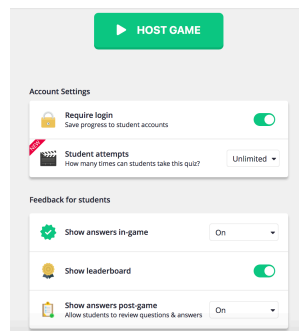 HOST GAME
Account Settings
Require login
Save progress to student accounts
NEW
Student attempts
How many times can students take this quiz?
Unlimited
Feedback for students
Show answers in-game
On
Show leaderboard
Show answers post-game
Allow students to review questions & answers
On